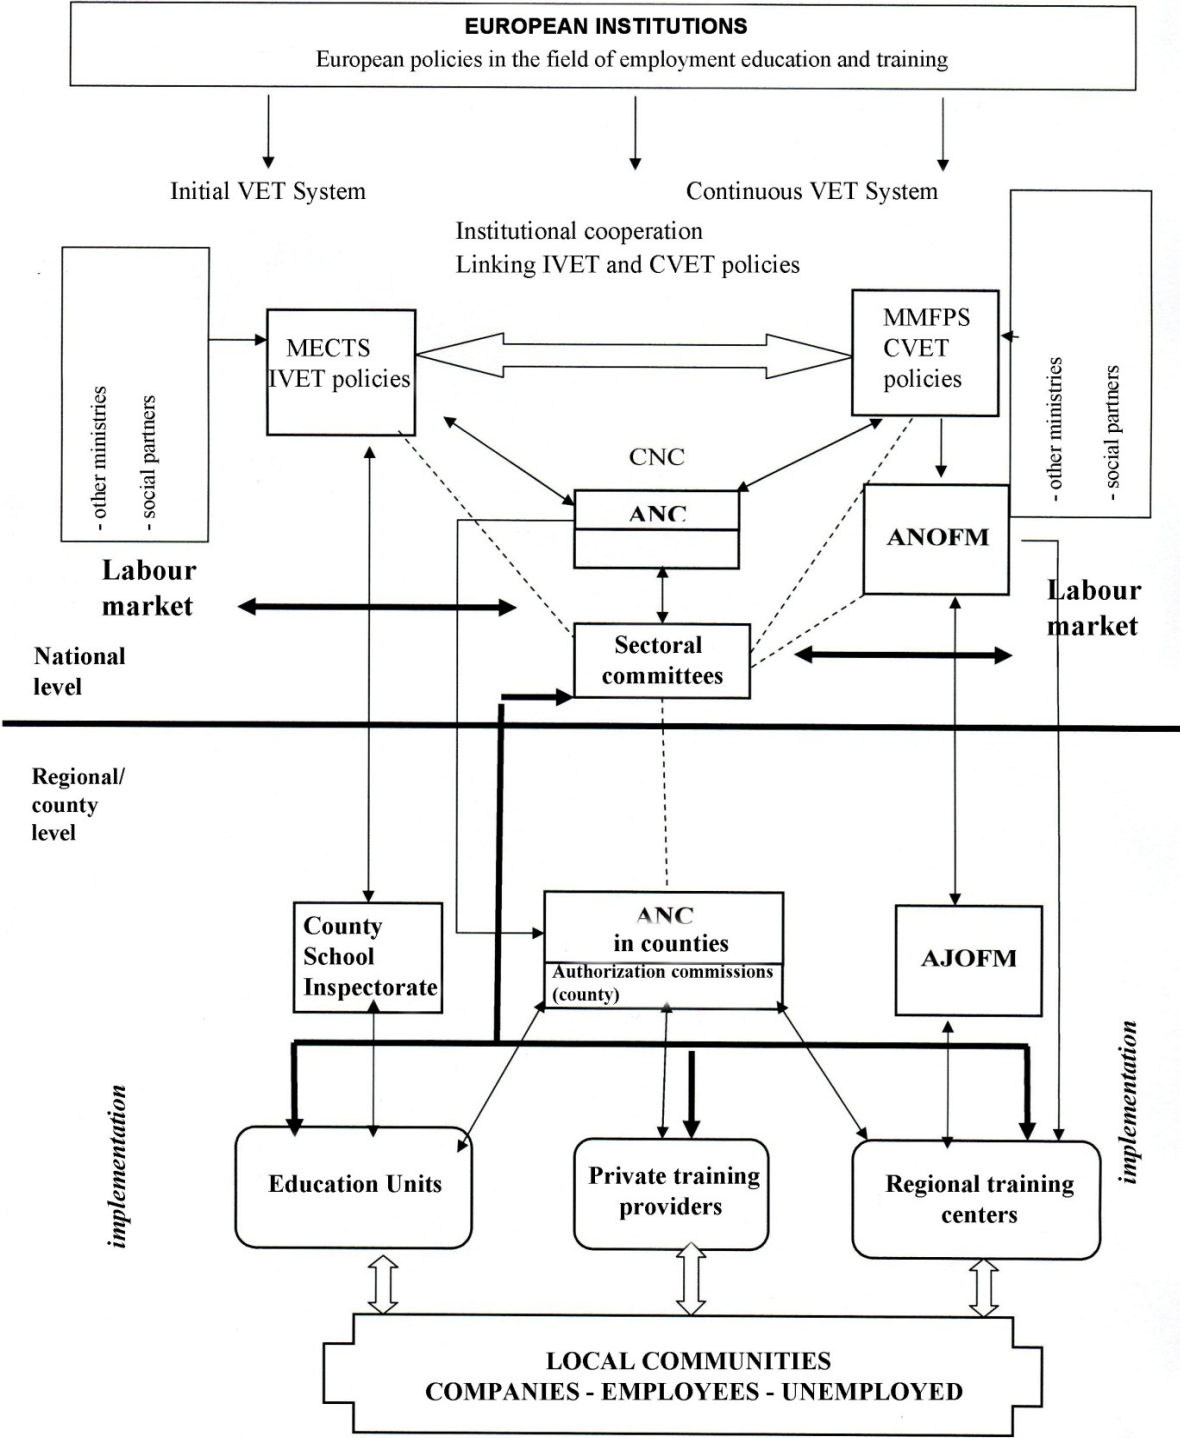 EUROPEAN INSTITUTIONS
European policies in the field of employment education and training
Initial VET System
Continuous VET System
Institutional cooperation
Linking IVET and CVET policies
- other ministries
- social partners
MECTS
IVET policies
MMFPS
CVET
policies
- other ministries
- social partners
CNC
ANC
ANOFM
Labour
market
Labour
market
Sectoral
committees
National
level
Regional/
county
level
County
School
Inspectorate
ANC
in counties
Authorization commissions
(county)
AJOFM
implementation
implementation
Education Units
Private training
providers
Regional training
centers
LOCAL COMMUNITIES
COMPANIES - EMPLOYEES - UNEMPLOYED